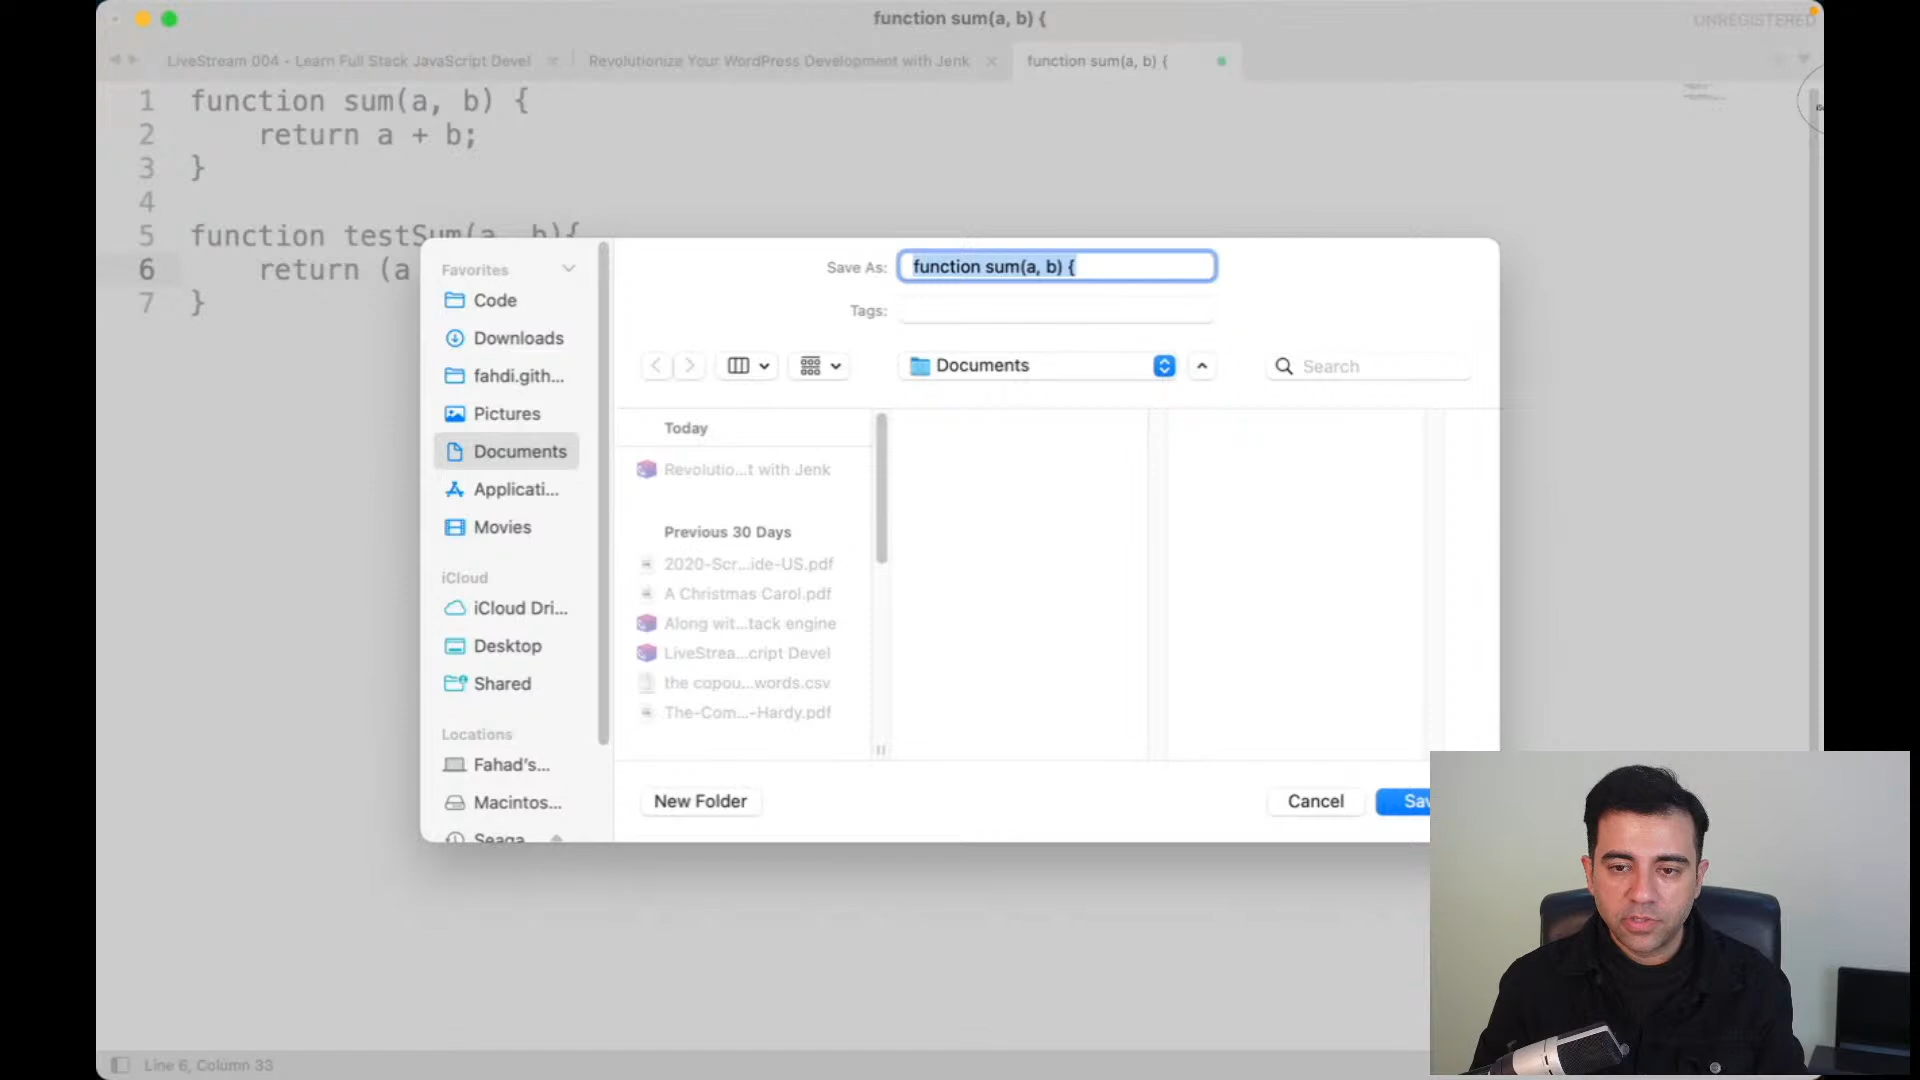 function sum(a, b) {
UNREGISTERED
LiveStream 004 - Learn Full Stack JavaScript Devel
Revolutionize Your WordPress Development with Jenk
function sum(a, b) {
1 function sum(a, b) {
2 return a + b;
3 }
4
5 function testSum(a, b){
6 return (a
7 }
Favorites
Code
Downloads
fahdi.gith...
Pictures
Documents
Applicati...
Movies
iCloud
iCloud Dri...
Desktop
Shared
Locations
Fahad's...
Macintos...
Seaga
Save As: function sum(a, b) {
Tags:
Documents
Search
Today
Revolutio...t with Jenk
Previous 30 Days
2020-Scr...ide-US.pdf
A Christmas Carol.pdf
Along wit...tack engine
LiveStrea...cript Devel
the copou...words.csv
The-Com...-Hardy.pdf
New Folder
Cancel
Sav
Line 6, Column 33